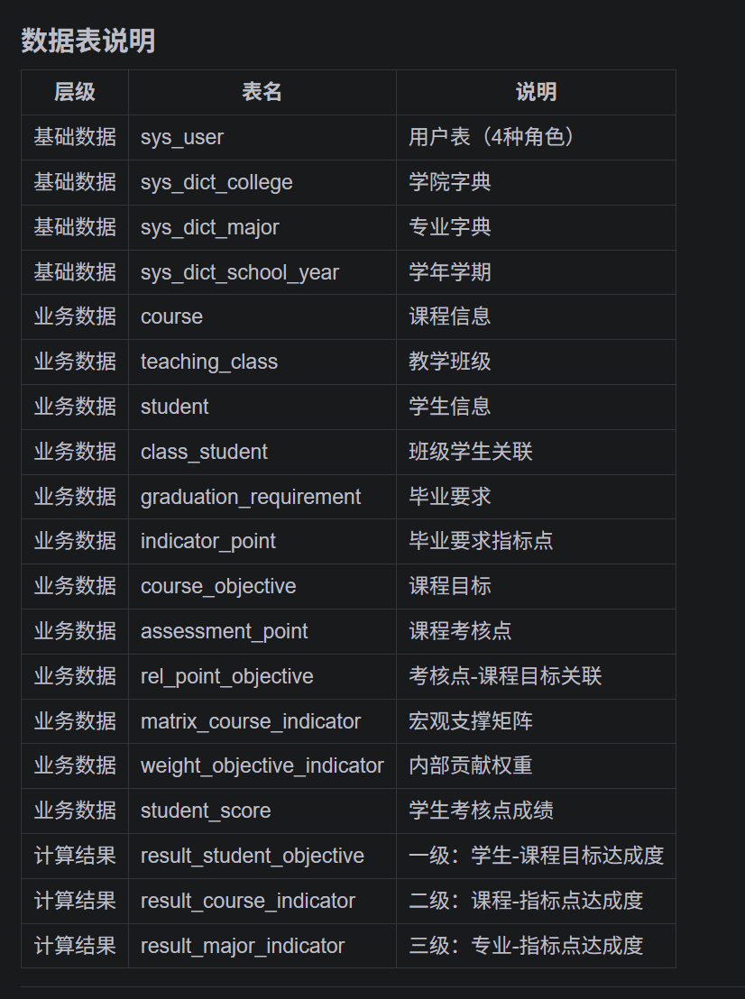 数据表说明
层级 表名 说明
基础数据 sys_user 用户表（4种角色）
基础数据 sys_dict_college 学院字典
基础数据 sys_dict_major 专业字典
基础数据 sys_dict_school_year 学年学期
业务数据 course 课程信息
业务数据 teaching_class 教学班级
业务数据 student 学生信息
业务数据 class_student 班级学生关联
业务数据 graduation_requirement 毕业要求
业务数据 indicator_point 毕业要求指标点
业务数据 course_objective 课程目标
业务数据 assessment_point 课程考核点
业务数据 rel_point_objective 考核点-课程目标关联
业务数据 matrix_course_indicator 宏观支撑矩阵
业务数据 weight_objective_indicator 内部贡献权重
业务数据 student_score 学生考核点成绩
计算结果 result_student_objective 一级：学生-课程目标达成度
计算结果 result_course_indicator 二级：课程-指标点达成度
计算结果 result_major_indicator 三级：专业-指标点达成度